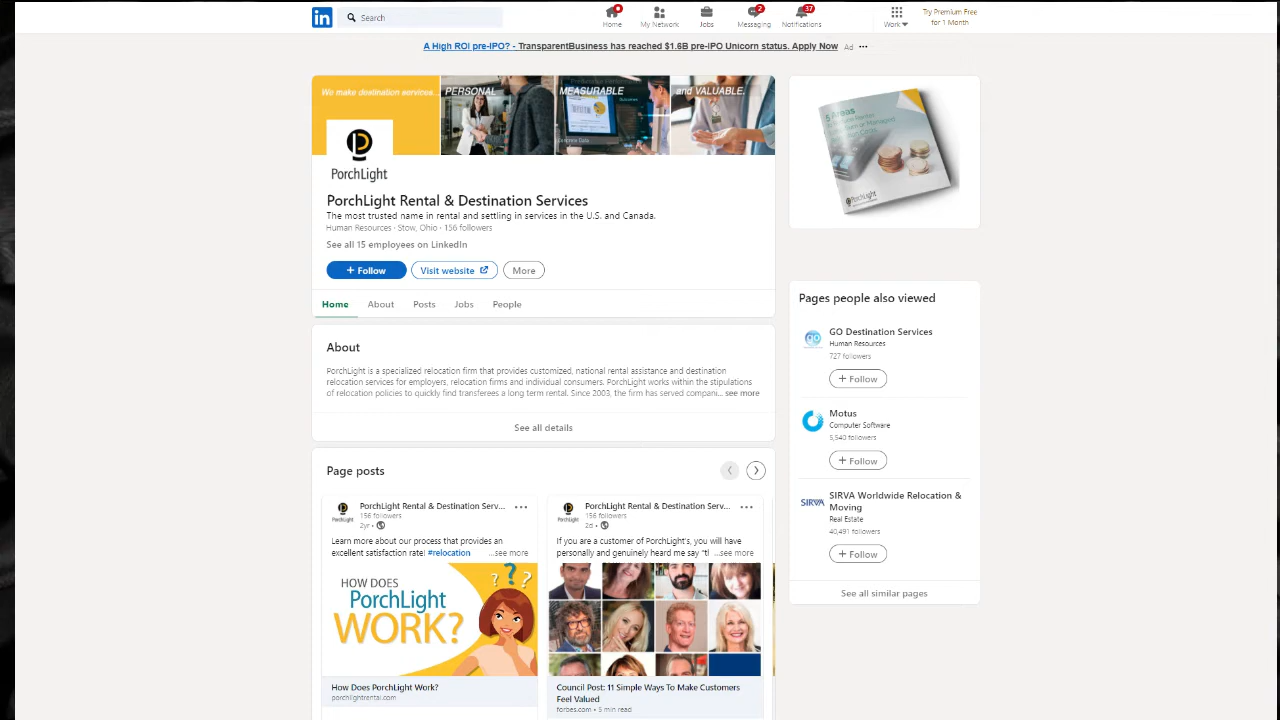 in
Search
Home
My Network
Jobs
2
Messaging
37
Notifications
Work
Try Premium Free
for 1 Month
A High ROI pre-IPO? - TransparentBusiness has reached $1.6B pre-IPO Unicorn status. Apply Now
Ad
We make destination services...
PERSONAL
MEASURABLE
and VALUABLE.
PorchLight
PorchLight Rental & Destination Services
The most trusted name in rental and settling in services in the U.S. and Canada.
Human Resources · Stow, Ohio · 156 followers
See all 15 employees on LinkedIn
+ Follow
Visit website
More
Home
About
Posts
Jobs
People
About
PorchLight is a specialized relocation firm that provides customized, national rental assistance and destination
relocation services for employers, relocation firms and individual consumers. PorchLight works within the stipulations
of relocation policies to quickly find transferees a long term rental. Since 2003, the firm has served compani... see more
See all details
Page posts
PorchLight
PorchLight Rental & Destination Serv...
156 followers
2yr •
Learn more about our process that provides an
excellent satisfaction rate! #relocation ...see more
HOW DOES
PorchLight
WORK?
How Does PorchLight Work?
porchlightrental.com
PorchLight
PorchLight Rental & Destination Serv...
156 followers
2d •
If you are a customer of PorchLight's, you will have
personally and genuinely heard me say "tl ...see more
Council Post: 11 Simple Ways To Make Customers
Feel Valued
forbes.com • 5 min read
5 Areas
PorchLight
Pages people also viewed
go
GO Destination Services
Human Resources
727 followers
+ Follow
Motus
Computer Software
5,540 followers
+ Follow
SIRVA
SIRVA Worldwide Relocation &
Moving
Real Estate
40,491 followers
+ Follow
See all similar pages